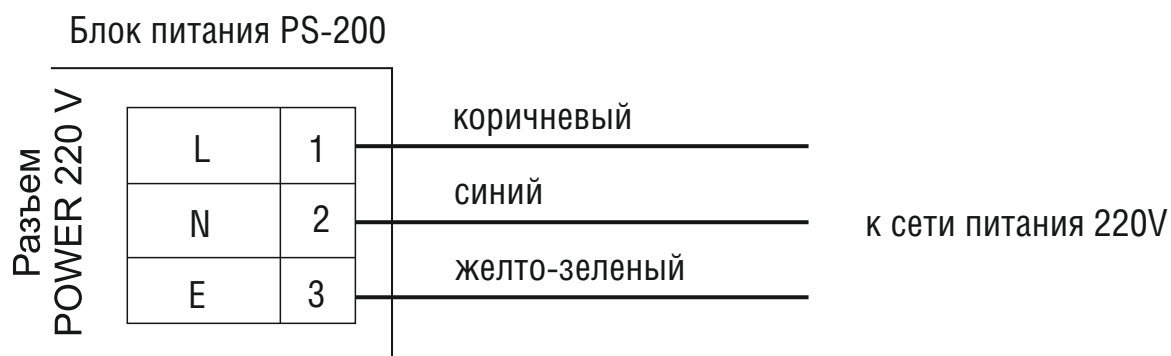 Блок питания PS-200
Разъем
POWER 220 V
L 1 коричневый
N 2 синий
E 3 желто-зеленый
к сети питания 220V